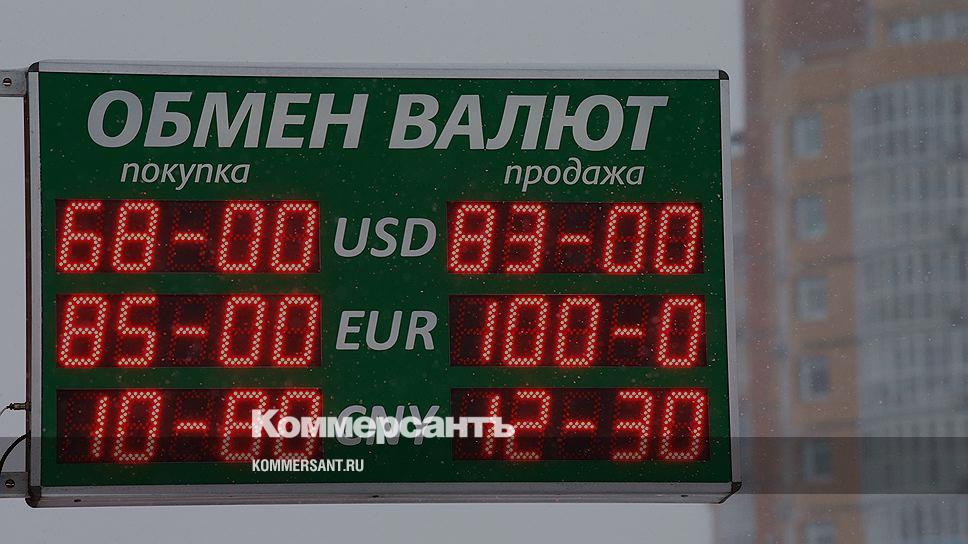 ОБМЕН ВАЛЮТ
покупка продажа
68-00 USD 83-00
85-00 EUR 100-0
CNY 12-30
Коммерсантъ
KOMMERSANT.RU